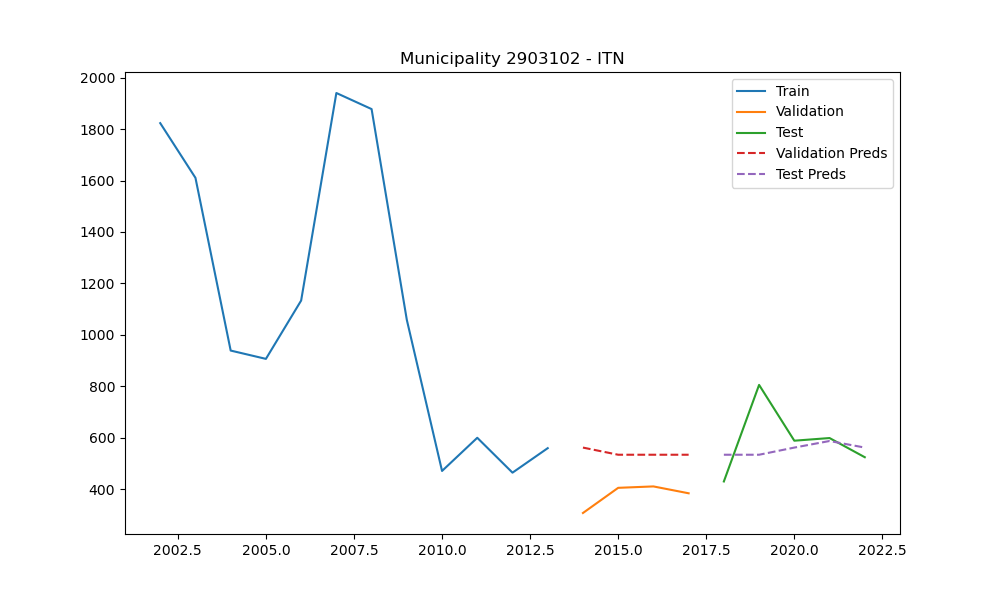 Municipality 2903102 - ITN
2000
1800
1600
1400
1200
1000
800
600
400
Train
Validation
Test
Validation Preds
Test Preds
2002.5 2005.0 2007.5 2010.0 2012.5 2015.0 2017.5 2020.0 2022.5